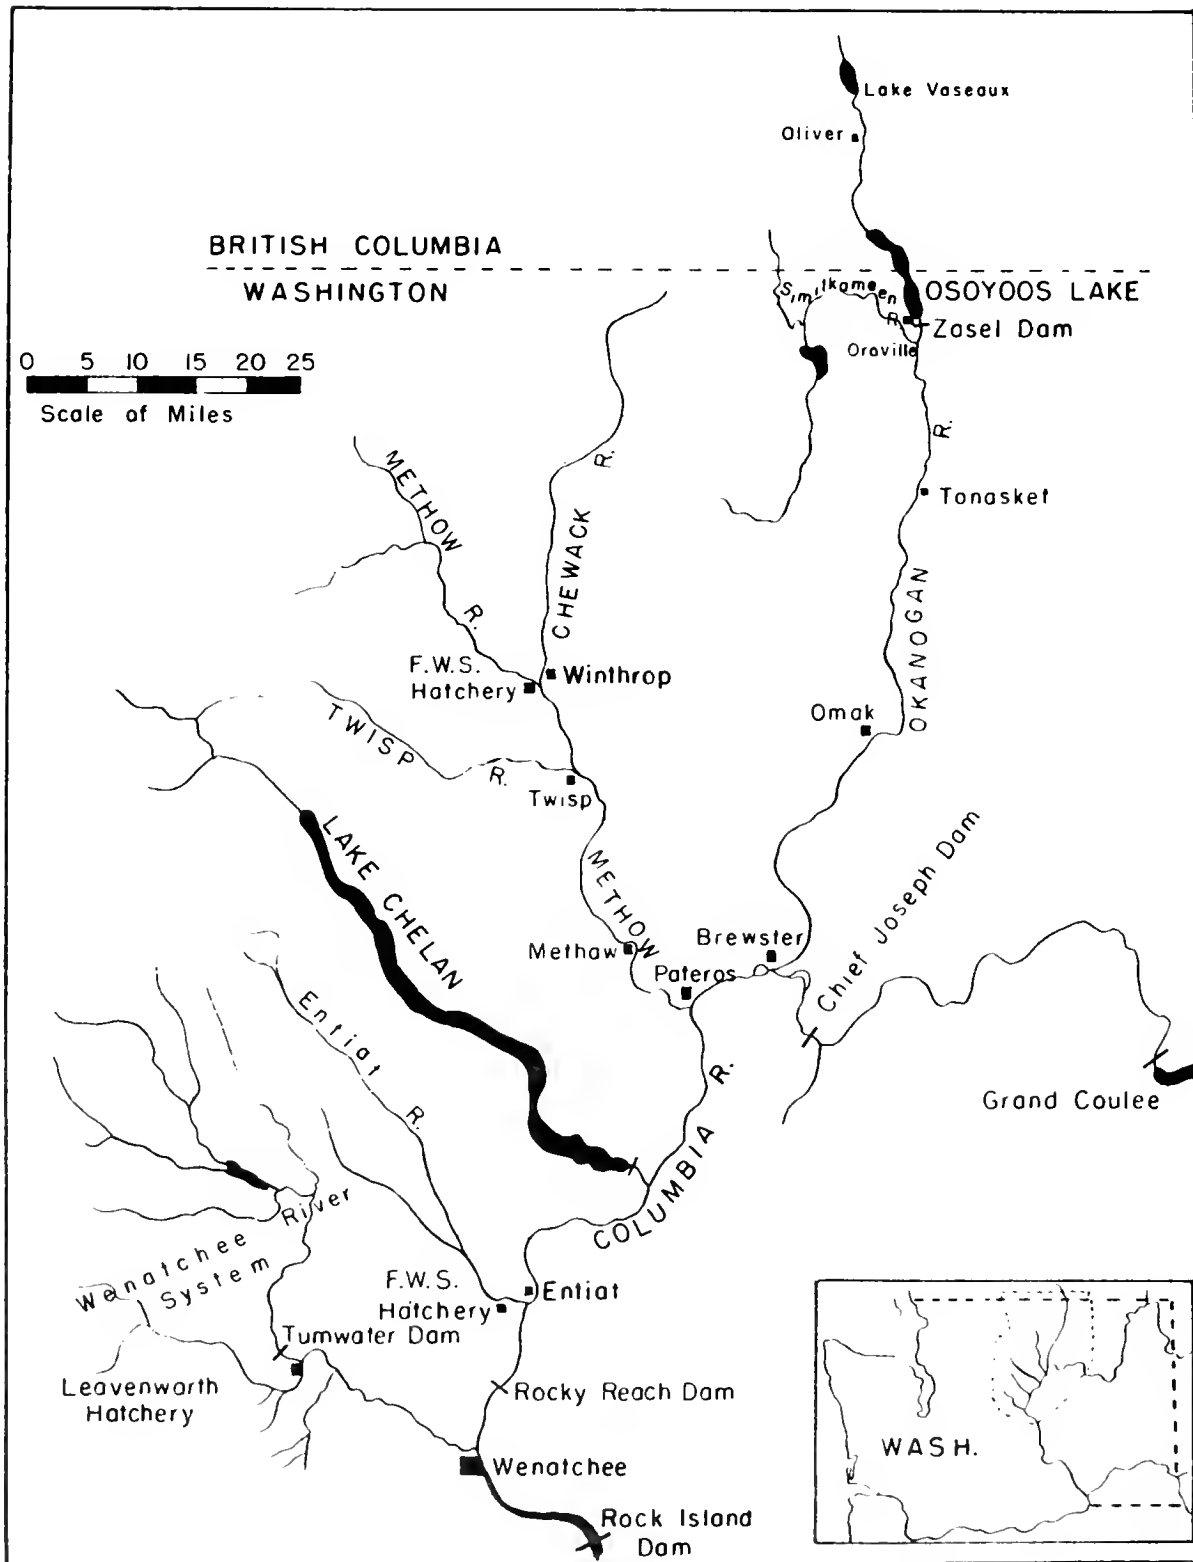 Lake Vaseaux
Oliver
BRITISH COLUMBIA
WASHINGTON
Similkameen
R.
OSOYOOS LAKE
Zasel Dam
Oroville
0 5 10 15 20 25
Scale of Miles
METHOW
R.
CHEWACK
R.
R.
Tonasket
OKANOGAN
F.W.S.
Hatchery
Winthrop
TWISP
R.
Twisp
Omak
LAKE CHELAN
METHOW
Methaw
Pateros
Brewster
Chief Joseph Dam
Grand Coulee
Entiat
R.
COLUMBIA
R.
Wenatchee
River
System
F.W.S.
Hatchery
Entiat
Tumwater Dam
Leavenworth
Hatchery
Rocky Reach Dam
Wenatchee
Rock Island
Dam
WASH.